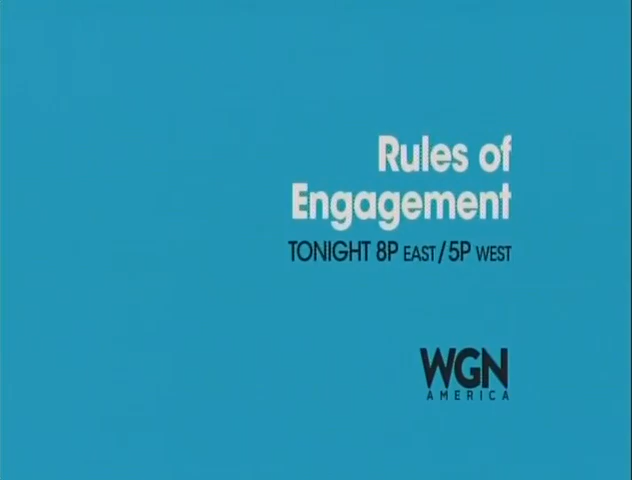 Rules of
Engagement
TONIGHT 8P EAST/5P WEST
WGN
AMERICA